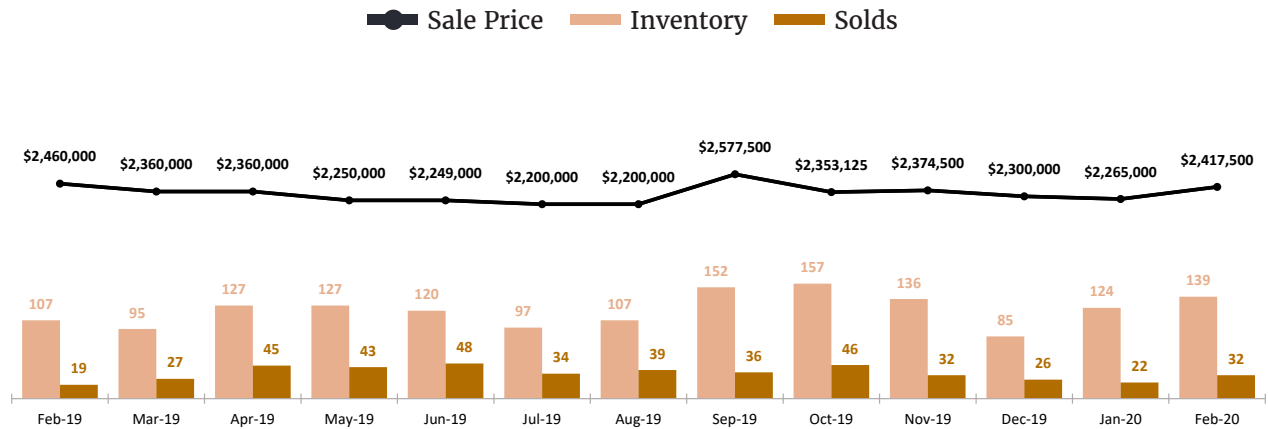 Sale Price Inventory Solds
$2,460,000 $2,360,000 $2,360,000 $2,250,000 $2,249,000 $2,200,000 $2,200,000 $2,577,500 $2,353,125 $2,374,500 $2,300,000 $2,265,000 $2,417,500
107 95 127 127 120 97 107 152 157 136 85 124 139
19 27 45 43 48 34 39 36 46 32 26 22 32
Feb-19 Mar-19 Apr-19 May-19 Jun-19 Jul-19 Aug-19 Sep-19 Oct-19 Nov-19 Dec-19 Jan-20 Feb-20